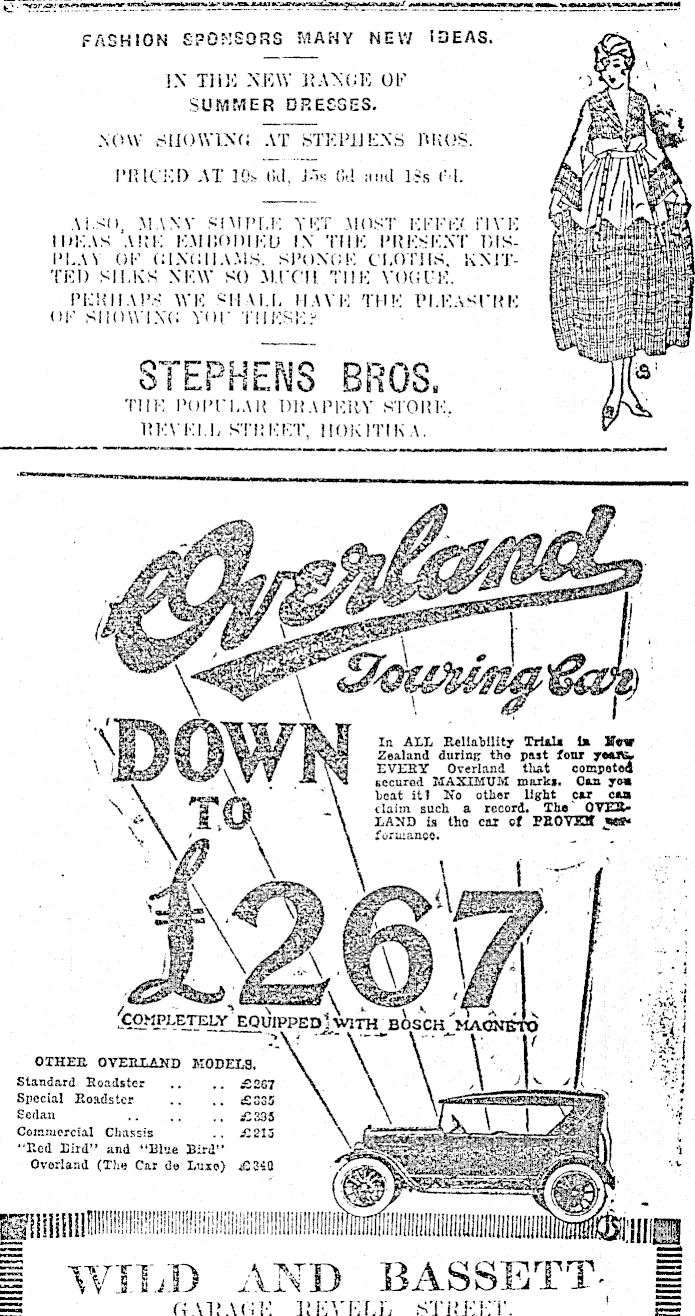 FASHION SPONSORS MANY NEW IDEAS.
IN THE NEW RANGE OF
SUMMER DRESSES.
NOW SHOWING AT STEPHENS BROS.
PRICED AT 10s 6d, 15s 6d and 18s 6d.
ALSO, MANY SIMPLE YET MOST EFFECTIVE
IDEAS ARE EMBODIED IN THE PRESENT DIS-
PLAY OF GINGHAMS, SPONGE CLOTHS, KNIT-
TED SILKS NEW SO MUCH THE VOGUE.
PERHAPS WE SHALL HAVE THE PLEASURE
OF SHOWING YOU THESE?
STEPHENS BROS.
THE POPULAR DRAPERY STORE,
REVELL STREET, HOKITIKA.
Overland
Touring Car
DOWN
TO
£267
In ALL Reliability Trials in New
Zealand during the past four years,
EVERY Overland that competed
secured MAXIMUM marks. Can you
beat it? No other light car can
claim such a record. The OVER-
LAND is the car of PROVEN per-
formance.
COMPLETELY EQUIPPED WITH BOSCH MAGNETO
OTHER OVERLAND MODELS.
Standard Roadster .. .. £267
Special Roadster .. .. £335
Sedan .. .. .. £395
Commercial Chassis .. £215
"Red Bird" and "Blue Bird"
Overland (The Car de Luxe) £340
WILD AND BASSETT
GARAGE REVELL STREET.